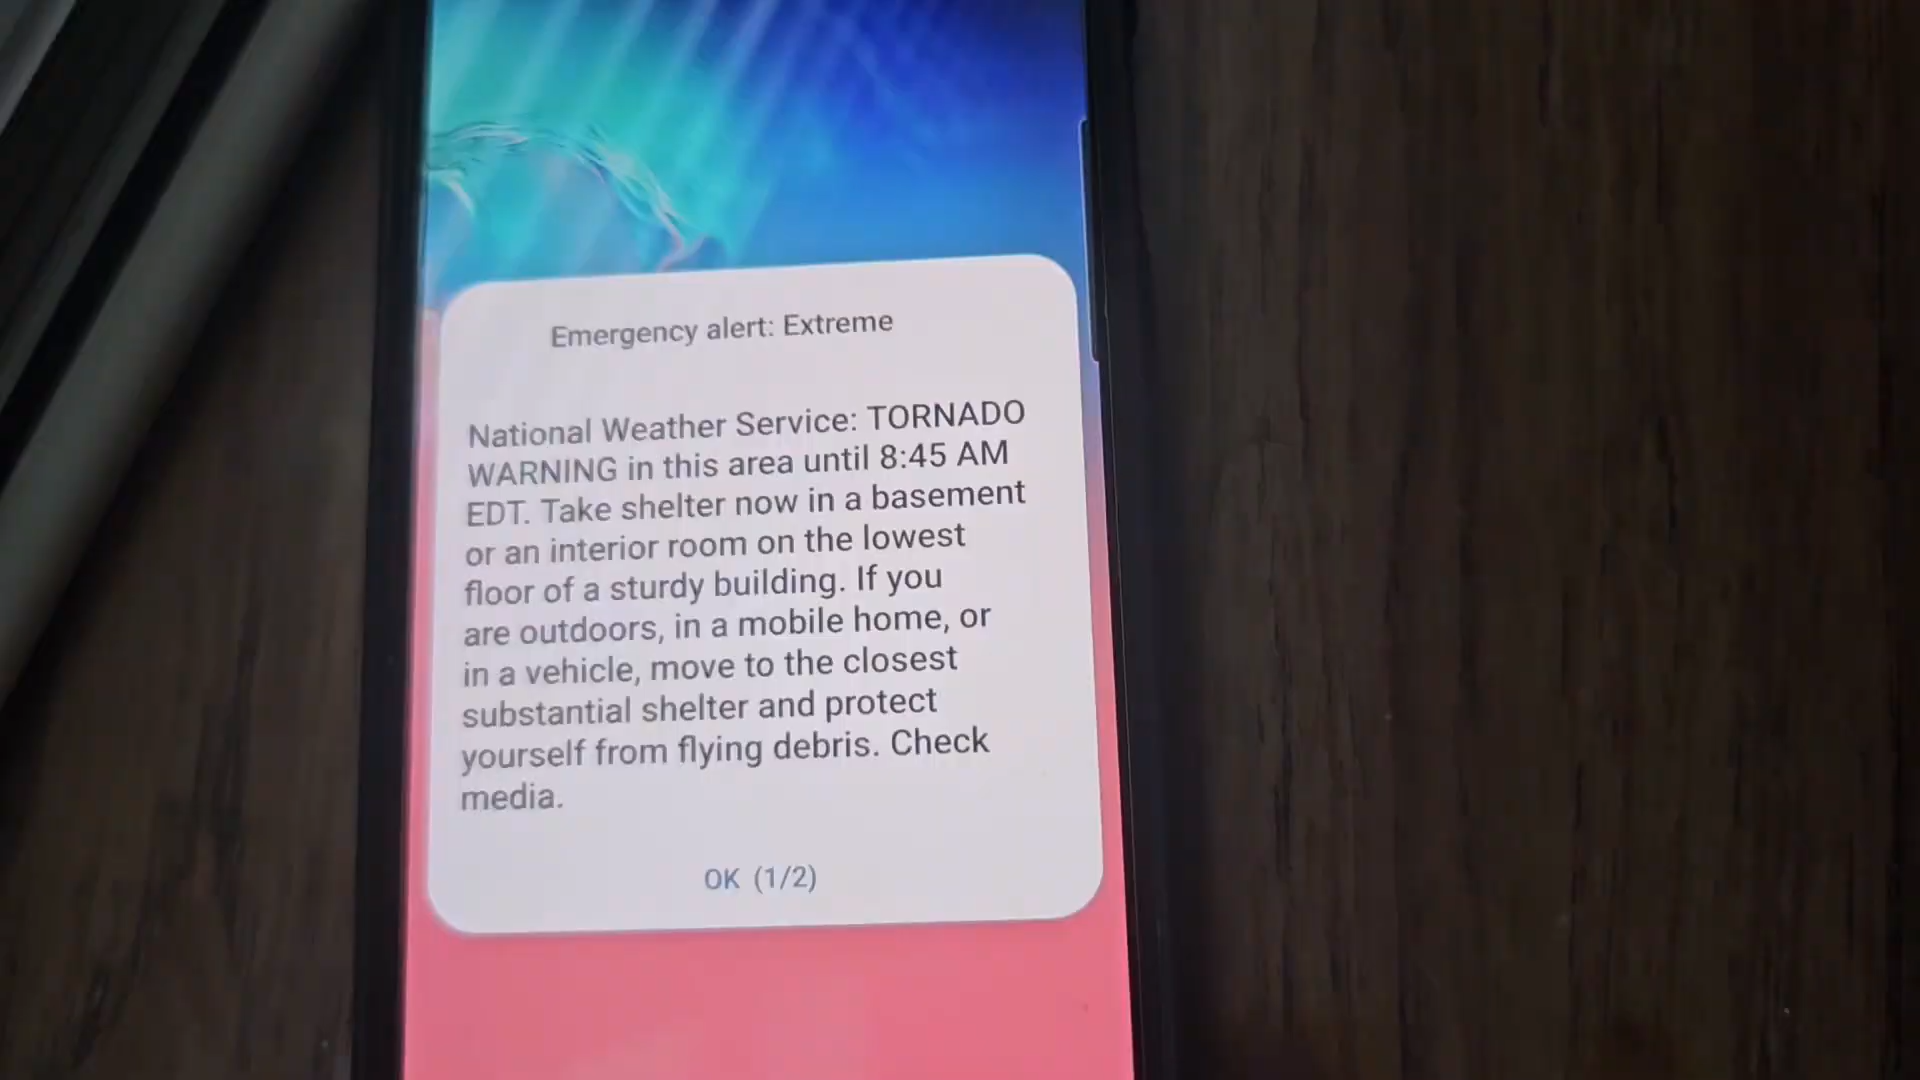 Emergency alert: Extreme
National Weather Service: TORNADO
WARNING in this area until 8:45 AM
EDT. Take shelter now in a basement
or an interior room on the lowest
floor of a sturdy building. If you
are outdoors, in a mobile home, or
in a vehicle, move to the closest
substantial shelter and protect
yourself from flying debris. Check
media.
OK (1/2)